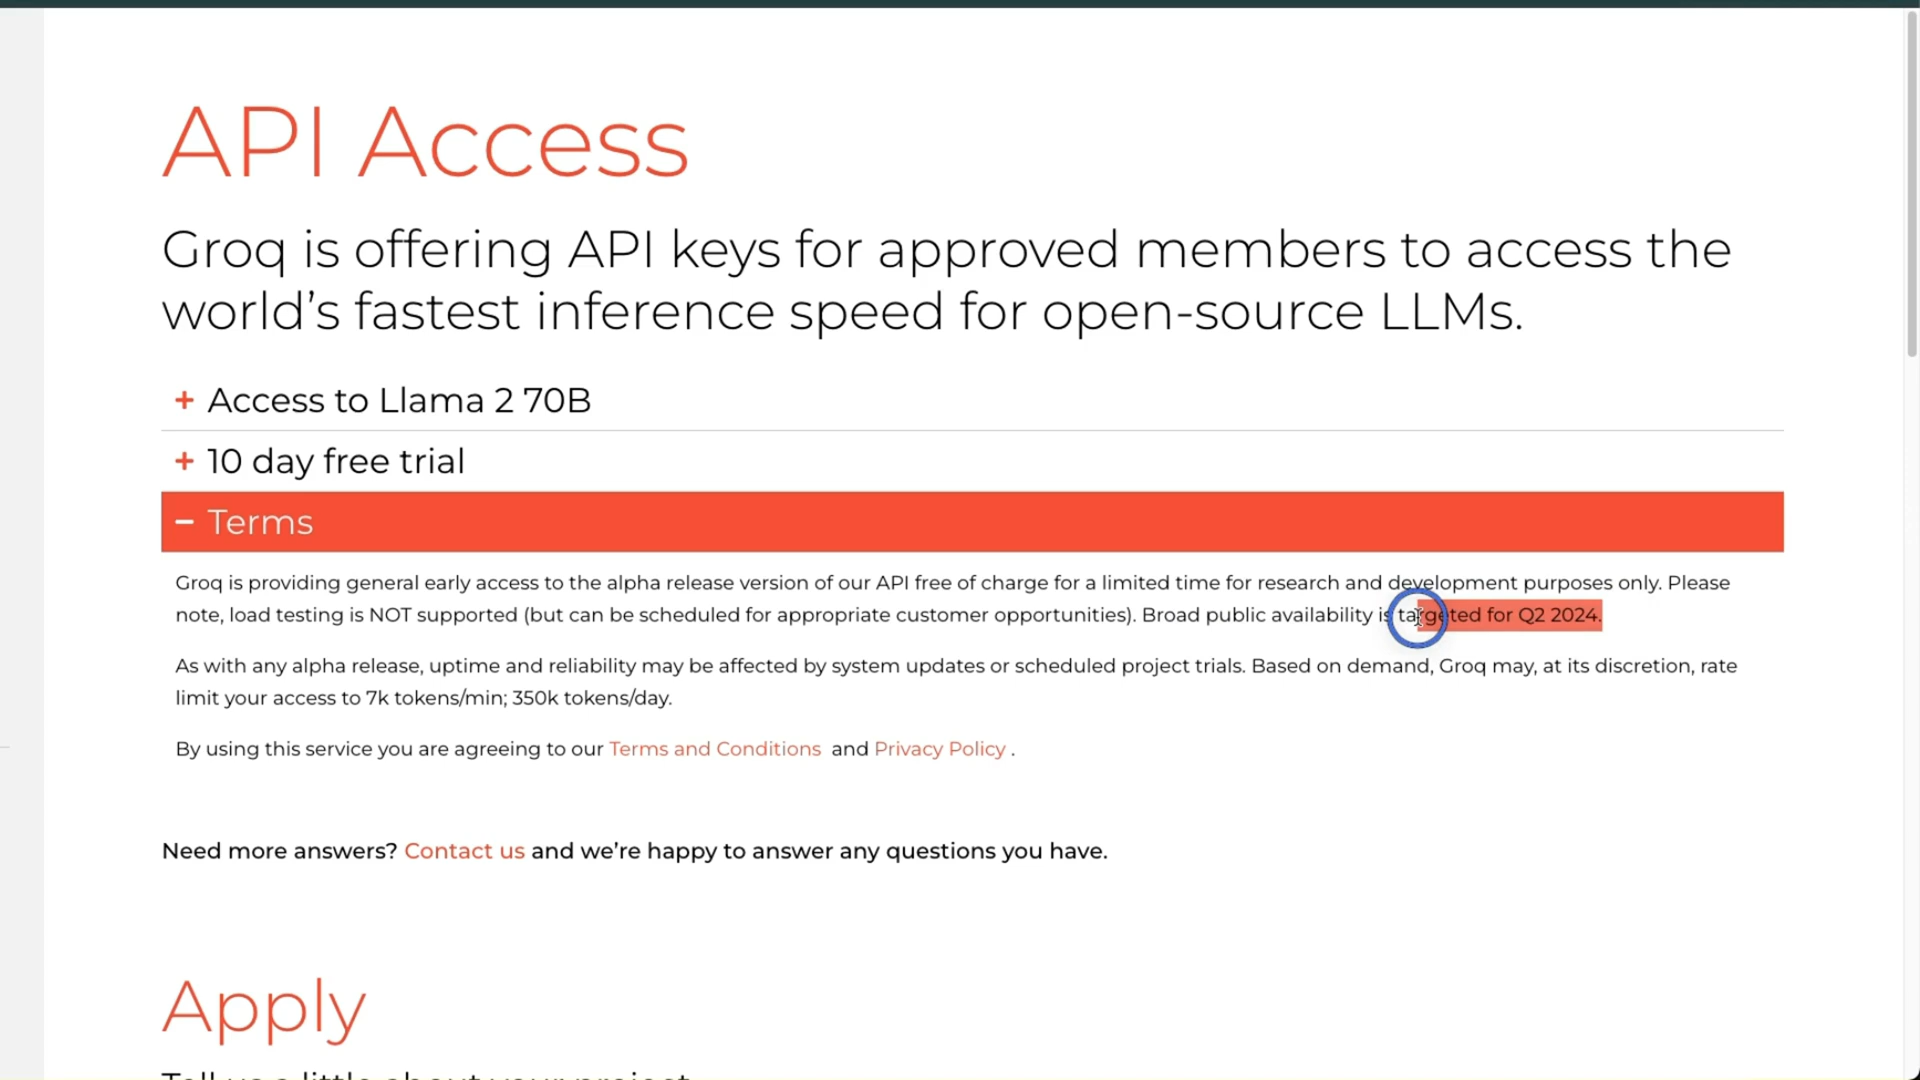 API Access
Groq is offering API keys for approved members to access the
world's fastest inference speed for open-source LLMs.
+ Access to Llama 2 70B
+ 10 day free trial
– Terms
Groq is providing general early access to the alpha release version of our API free of charge for a limited time for research and development purposes only. Please
note, load testing is NOT supported (but can be scheduled for appropriate customer opportunities). Broad public availability is targeted for Q2 2024.
As with any alpha release, uptime and reliability may be affected by system updates or scheduled project trials. Based on demand, Groq may, at its discretion, rate
limit your access to 7k tokens/min; 350k tokens/day.
By using this service you are agreeing to our Terms and Conditions and Privacy Policy .
Need more answers? Contact us and we're happy to answer any questions you have.
Apply
Tell us a little about your project